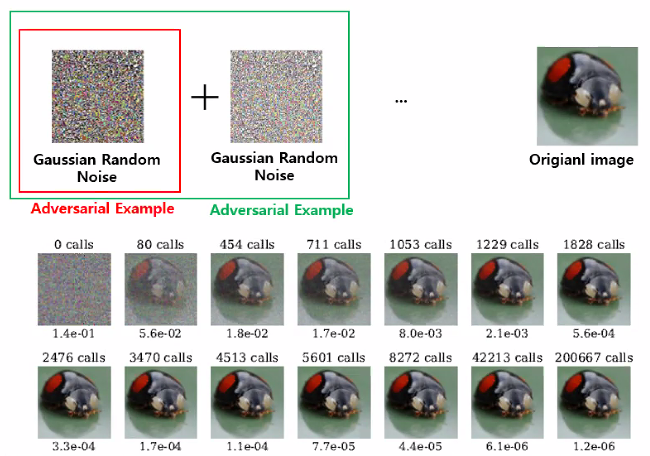 +
...
Gaussian Random
Noise
Gaussian Random
Noise
Origianl image
Adversarial Example
Adversarial Example
0 calls 80 calls 454 calls 711 calls 1053 calls 1229 calls 1828 calls
1.4e-01 5.6e-02 1.8e-02 1.7e-02 8.0e-03 2.1e-03 5.6e-04
2476 calls 3470 calls 4513 calls 5601 calls 8272 calls 42213 calls 200667 calls
3.3e-04 1.7e-04 1.1e-04 7.7e-05 4.4e-05 6.1e-06 1.2e-06